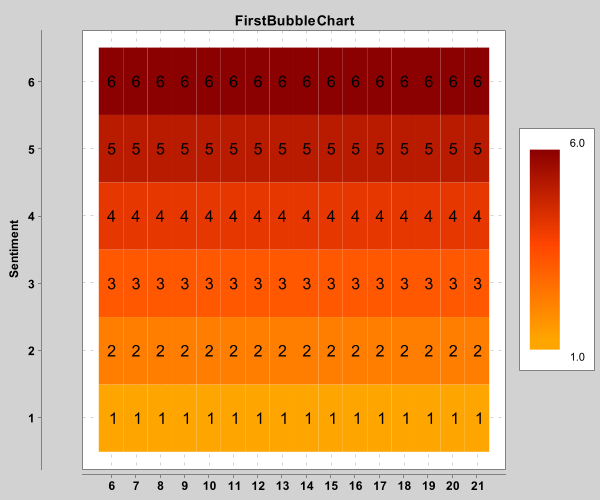 FirstBubbleChart
6 6 6 6 6 6 6 6 6 6 6 6 6 6 6 6 6
5 5 5 5 5 5 5 5 5 5 5 5 5 5 5 5 5
4 4 4 4 4 4 4 4 4 4 4 4 4 4 4 4 4
3 3 3 3 3 3 3 3 3 3 3 3 3 3 3 3 3
2 2 2 2 2 2 2 2 2 2 2 2 2 2 2 2 2
1 1 1 1 1 1 1 1 1 1 1 1 1 1 1 1 1
6 7 8 9 10 11 12 13 14 15 16 17 18 19 20 21
Sentiment
6.0
1.0